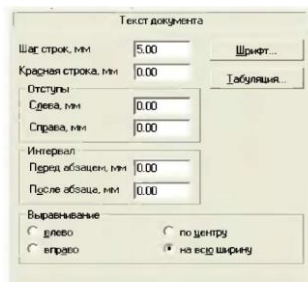 Текст документа
Шаг строк, мм 5.00 Шрифт...
Красная строка, мм 0.00 Табуляция...
Отступы
Слева, мм 0.00
Справа, мм 0.00
Интервал
Перед абзацем, мм 0.00
После абзаца, мм 0.00
Выравнивание
влево по центру
вправо на всю ширину